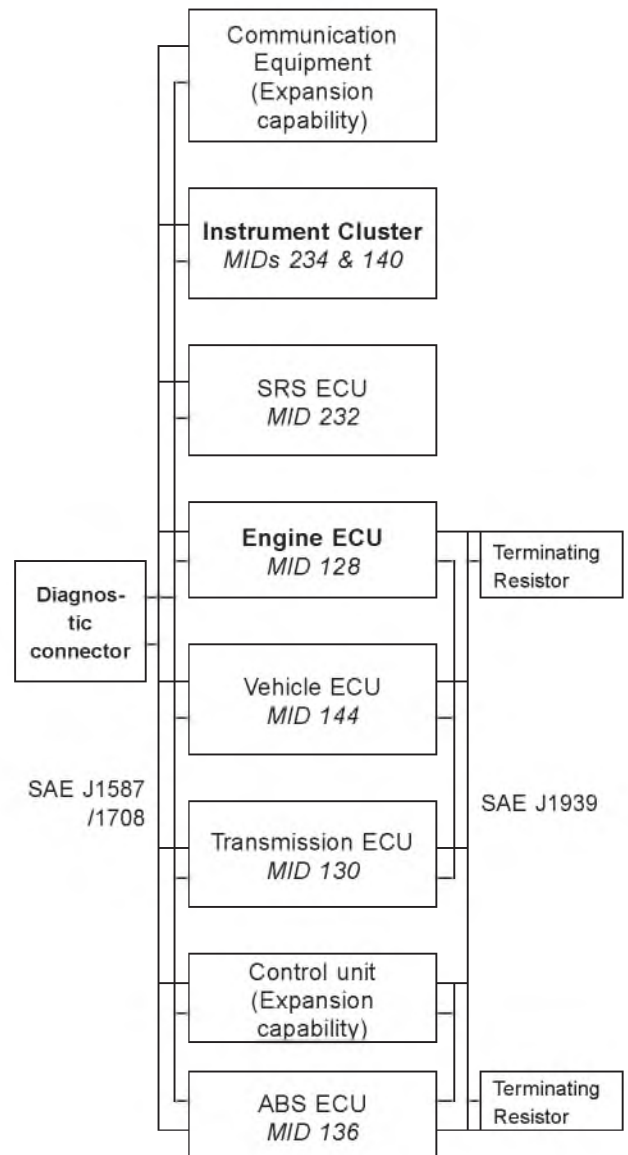 Communication
Equipment
(Expansion
capability)
Instrument Cluster
MIDs 234 & 140
SRS ECU
MID 232
Engine ECU
MID 128
Terminating
Resistor
Diagnos-
tic
connector
Vehicle ECU
MID 144
SAE J1587
/1708
SAE J1939
Transmission ECU
MID 130
Control unit
(Expansion
capability)
ABS ECU
MID 136
Terminating
Resistor